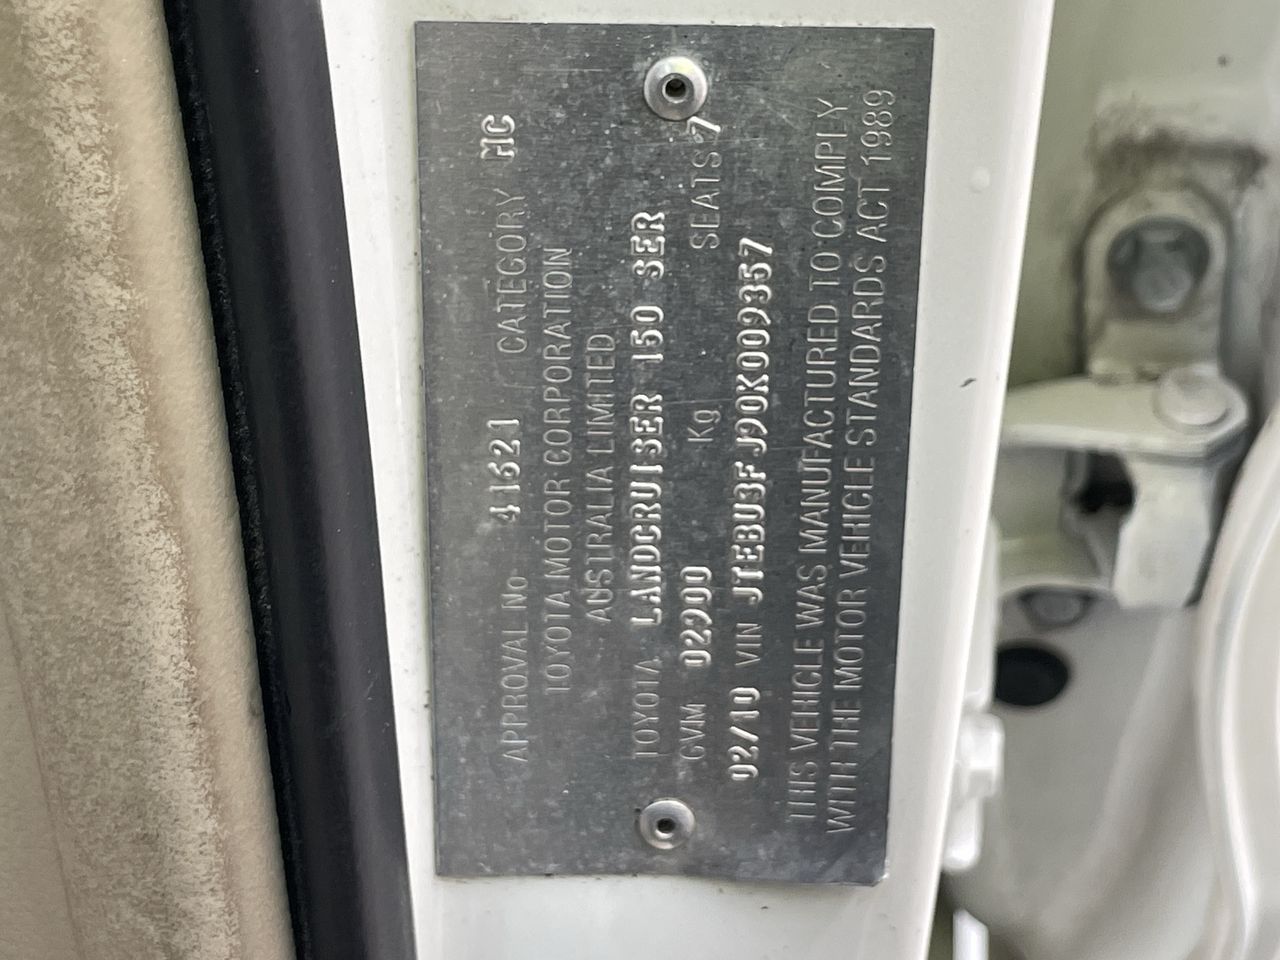 APPROVAL No 41621 CATEGORY MC
TOYOTA MOTOR CORPORATION
AUSTRALIA LIMITED
TOYOTA LANDCRUISER 150 SER
GVM 02900 Kg SEATS 7
02/10 VIN JTEBU3FJ90K009357
THIS VEHICLE WAS MANUFACTURED TO COMPLY
WITH THE MOTOR VEHICLE STANDARDS ACT 1989